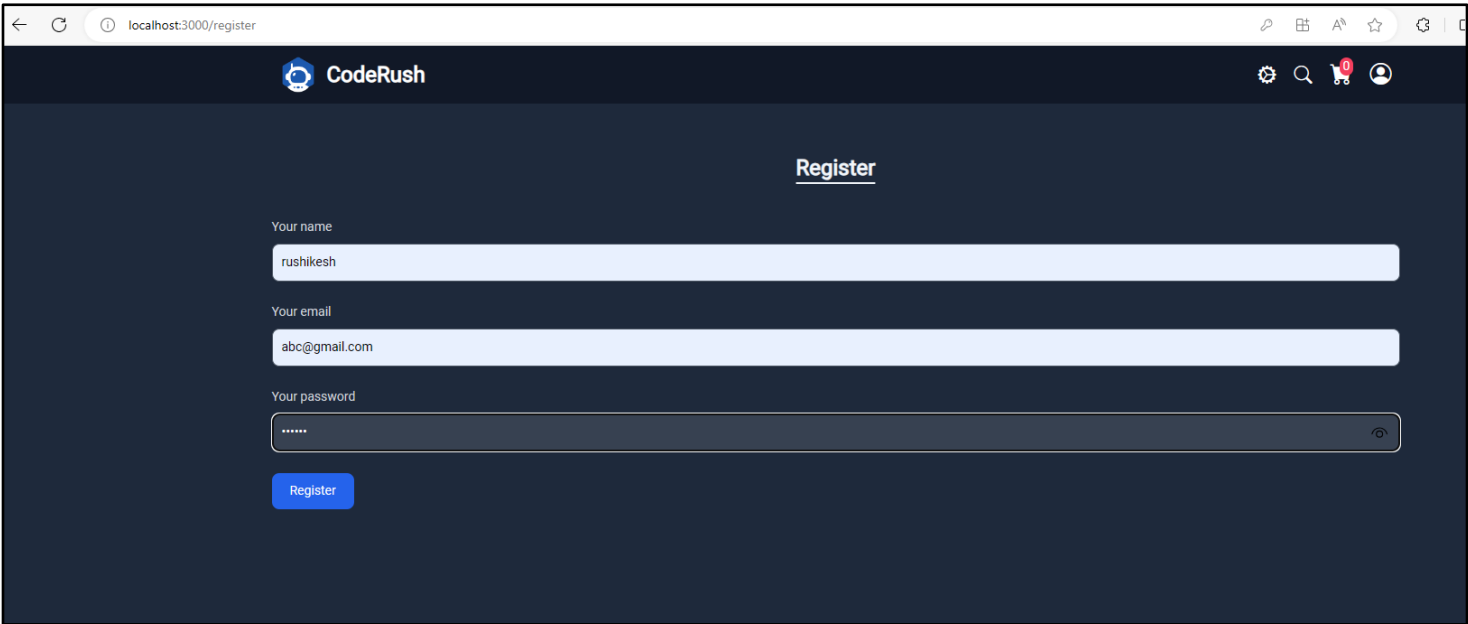 localhost:3000/register
CodeRush
0
Register
Your name
rushikesh
Your email
abc@gmail.com
Your password
••••••
Register